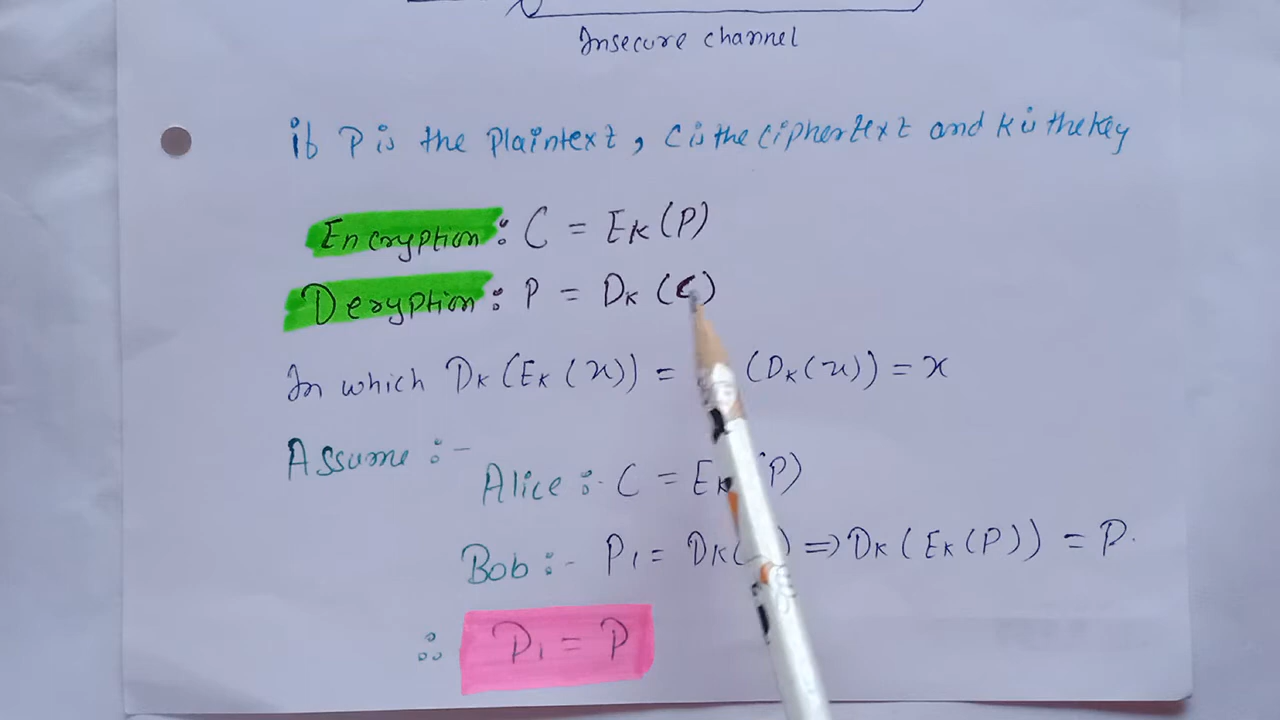 Insecure channel
if P is the Plaintext, C is the Ciphertext and K is the Key
Encryption: C = EK(P)
Decryption: P = DK (C)
In which DK(EK(x)) = (DK(x)) = x
Assume :-
Alice :- C = EK(P)
Bob :- P1 = DK( ) ⇒ DK(EK(P)) = P.
∴ P1 = P